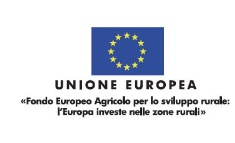 UNIONE EUROPEA
«Fondo Europeo Agricolo per lo sviluppo rurale:
l'Europa investe nelle zone rurali»